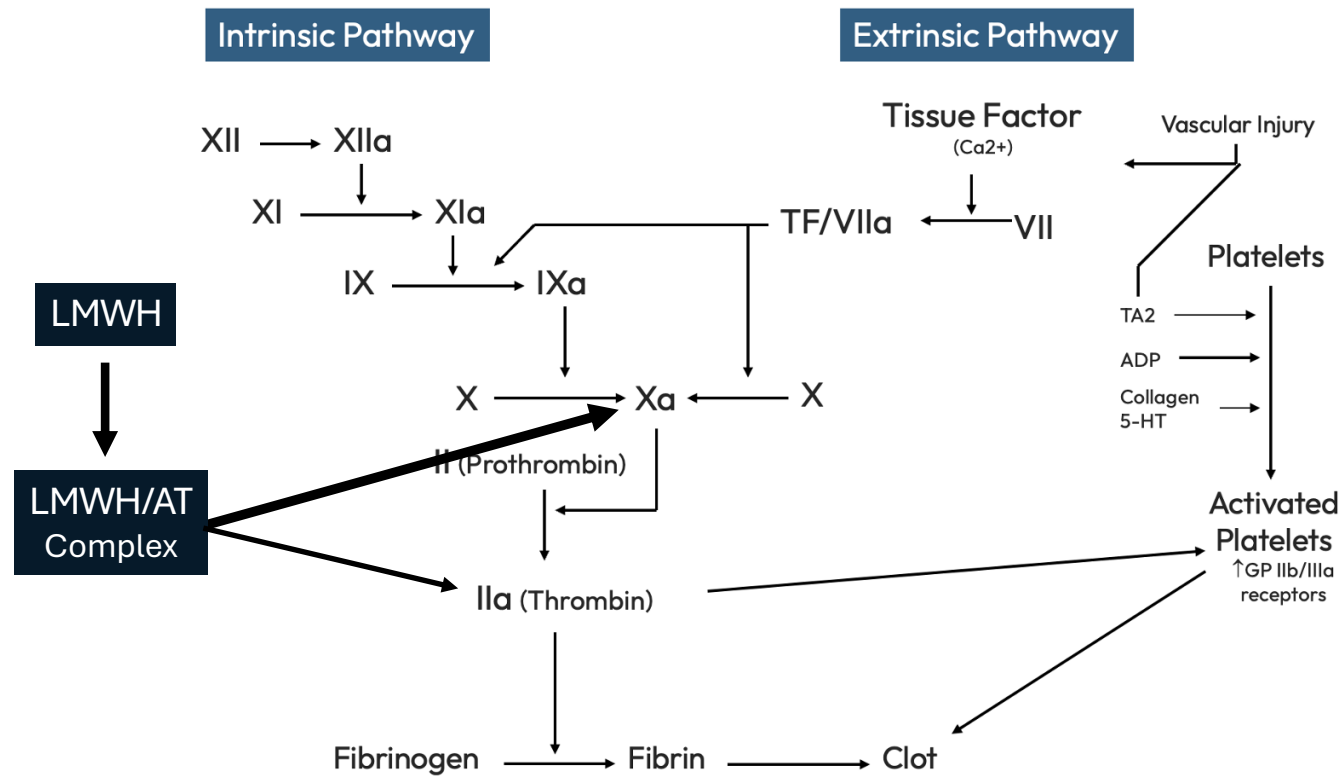 Intrinsic Pathway
Extrinsic Pathway
Tissue Factor
(Ca2+)
Vascular Injury
XII
XIIa
XI
XIa
TF/VIIa
VII
Platelets
IX
IXa
LMWH
TA2
ADP
Collagen
5-HT
X
Xa
X
II (Prothrombin)
LMWH/AT
Complex
Activated
Platelets
↑GP IIb/IIIa
receptors
IIa (Thrombin)
Fibrinogen
Fibrin
Clot